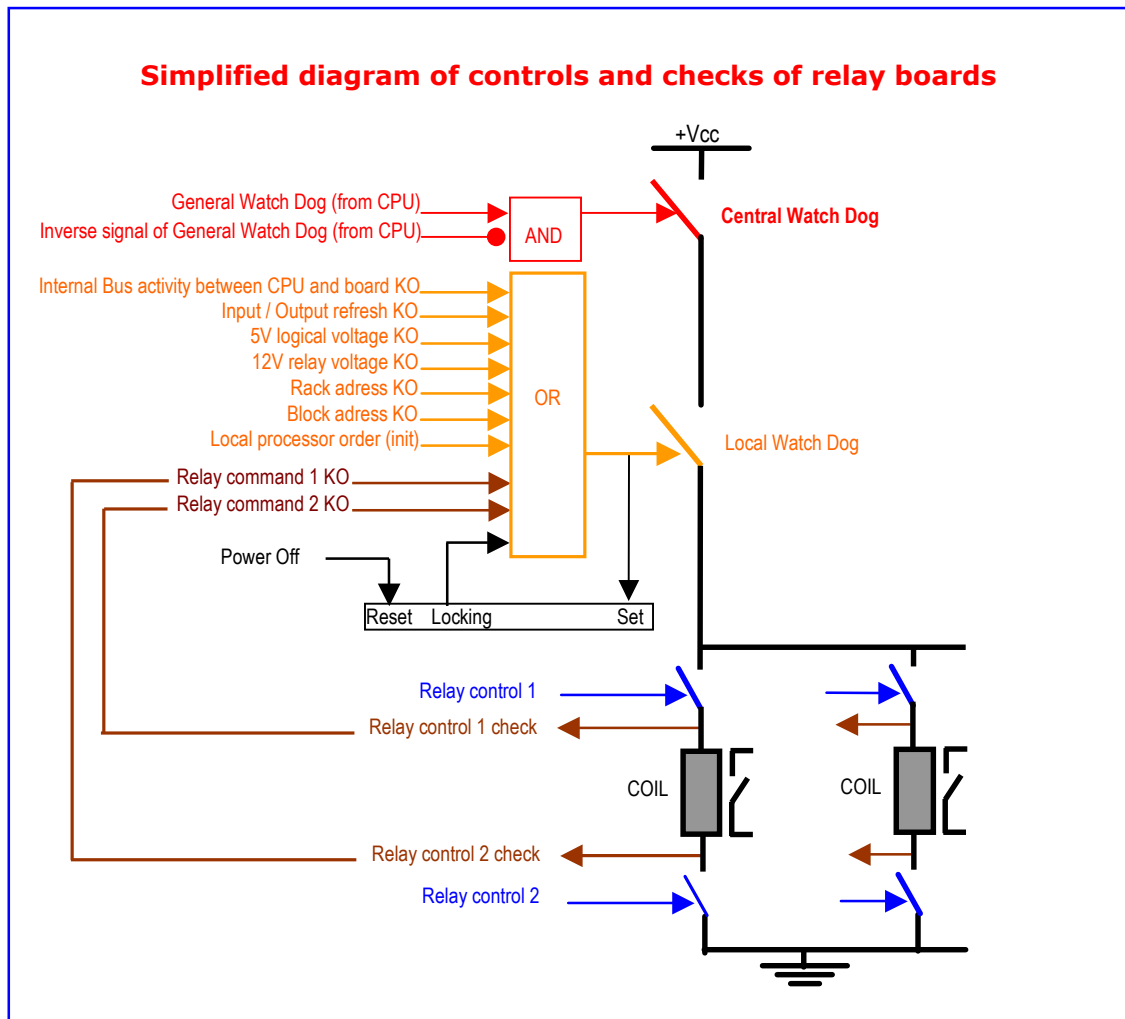 Simplified diagram of controls and checks of relay boards
+Vcc
General Watch Dog (from CPU)
Inverse signal of General Watch Dog (from CPU)
AND
Central Watch Dog
Internal Bus activity between CPU and board KO
Input / Output refresh KO
5V logical voltage KO
12V relay voltage KO
Rack adress KO
Block adress KO
Local processor order (init)
OR
Local Watch Dog
Relay command 1 KO
Relay command 2 KO
Power Off
Reset Locking Set
Relay control 1
Relay control 1 check
COIL COIL
Relay control 2 check
Relay control 2